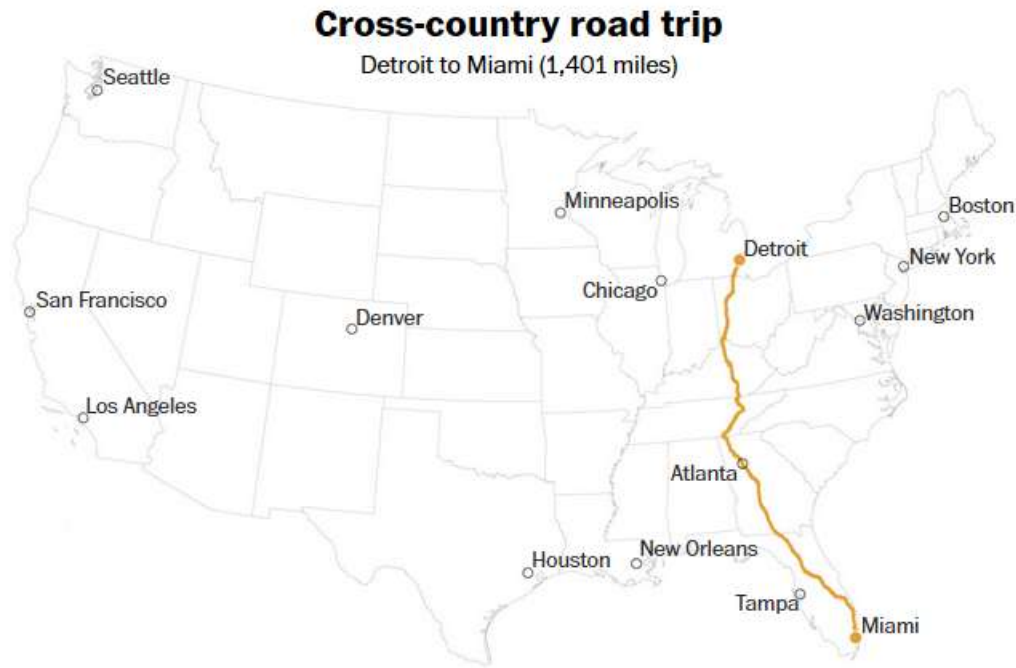 Cross-country road trip
Detroit to Miami (1,401 miles)
Seattle
Minneapolis
Boston
Detroit
New York
Chicago
San Francisco
Washington
Denver
Los Angeles
Atlanta
New Orleans
Houston
Tampa
Miami